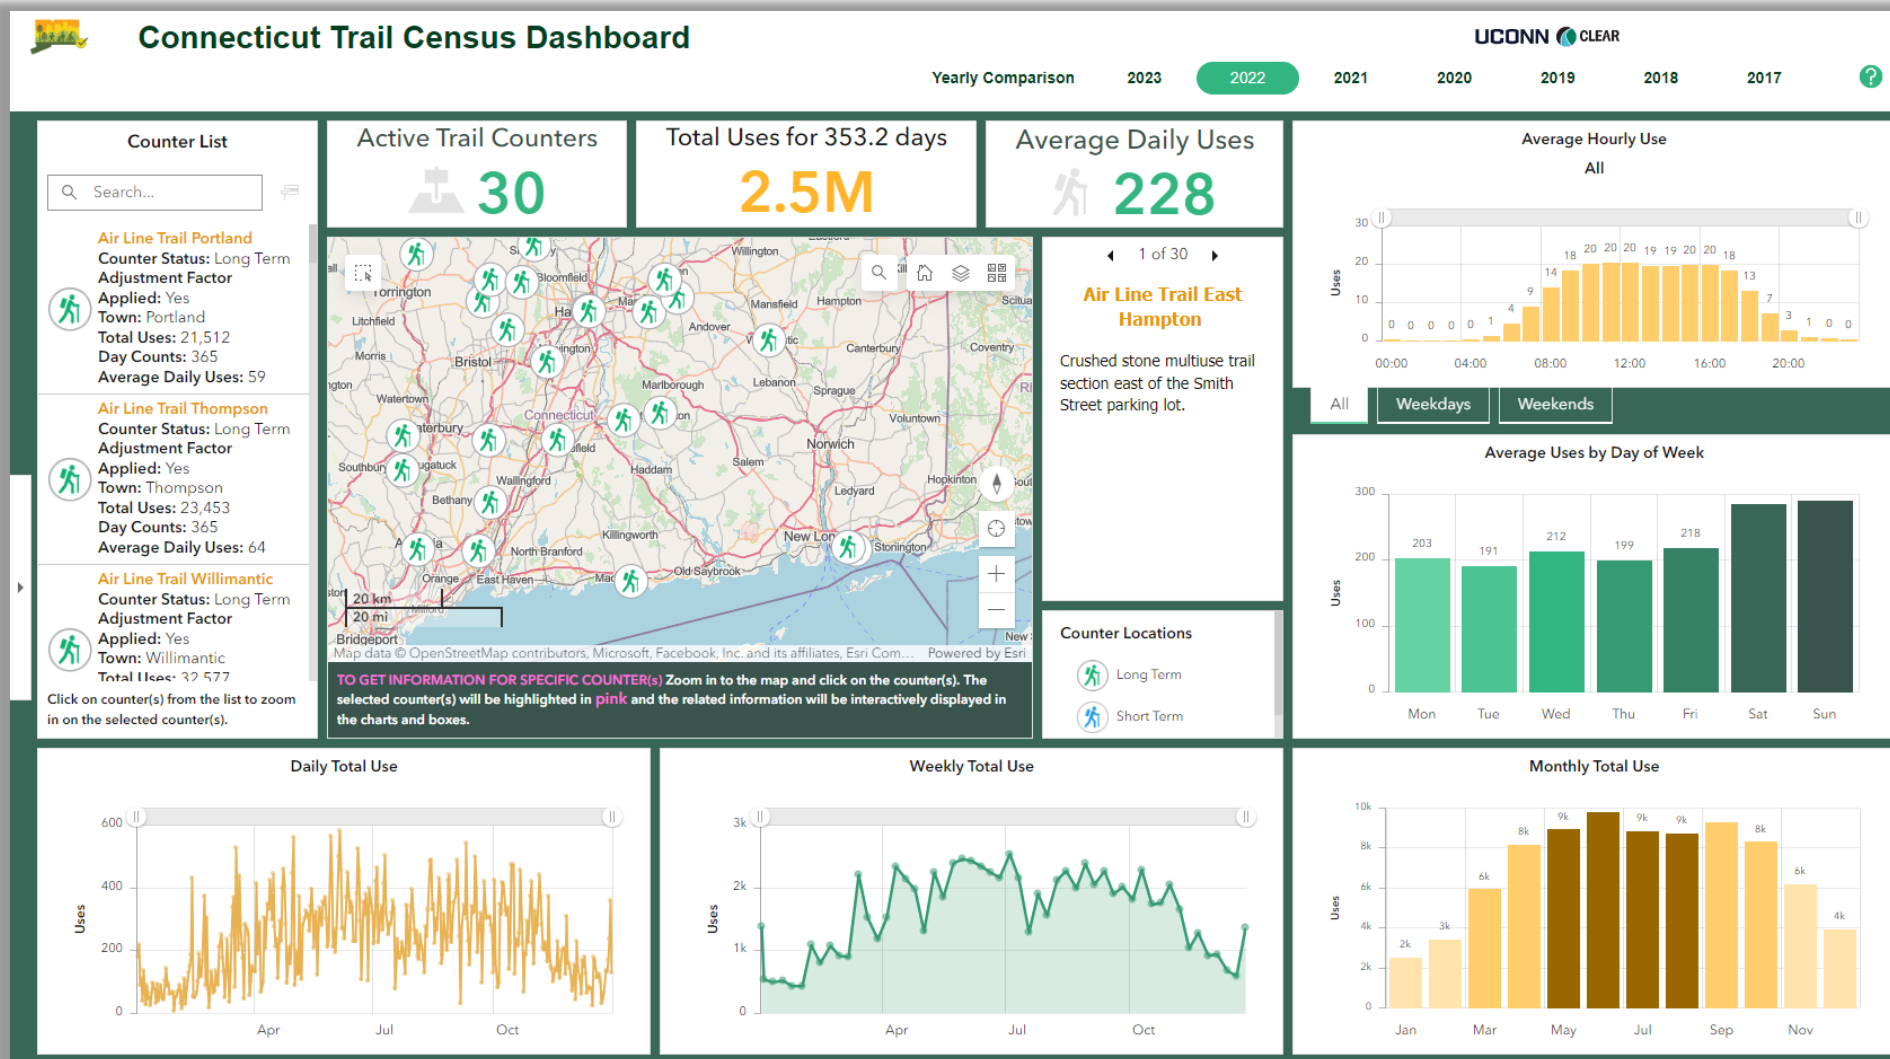 Connecticut Trail Census Dashboard
UCONN CLEAR
Yearly Comparison 2023 2022 2021 2020 2019 2018 2017 ?
Counter List
Search...
Air Line Trail Portland
Counter Status: Long Term
Adjustment Factor
Applied: Yes
Town: Portland
Total Uses: 21,512
Day Counts: 365
Average Daily Uses: 59
Air Line Trail Thompson
Counter Status: Long Term
Adjustment Factor
Applied: Yes
Town: Thompson
Total Uses: 23,453
Day Counts: 365
Average Daily Uses: 64
Air Line Trail Willimantic
Counter Status: Long Term
Adjustment Factor
Applied: Yes
Town: Willimantic
Total Uses: 32,577
Click on counter(s) from the list to zoom
in on the selected counter(s).
Active Trail Counters
30
Total Uses for 353.2 days
2.5M
Average Daily Uses
228
Willington
Bloomfield
Torrington
Mansfield
Hampton
Litchfield
Andover
Morris
Bristol
Canterbury
Coventry
Marlborough
Lebanon
Sprague
Watertown
Connecticut
Voluntown
Norwich
Southbury
Salem
Haddam
Wallingford
Hopkinton
Bethany
Ledyard
Killingworth
North Branford
Stonington
Orange
East Haven
Old Saybrook
20 km
Milford
20 mi
Bridgeport
Map data © OpenStreetMap contributors, Microsoft, Facebook, Inc. and its affiliates, Esri Com... Powered by Esri
TO GET INFORMATION FOR SPECIFIC COUNTER(s) Zoom in to the map and click on the counter(s). The
selected counter(s) will be highlighted in pink and the related information will be interactively displayed in
the charts and boxes.
1 of 30
Air Line Trail East
Hampton
Crushed stone multiuse trail
section east of the Smith
Street parking lot.
Counter Locations
Long Term
Short Term
Average Hourly Use
All
Uses
30
20
10
0
0 0 0 0 0 1 4 9 14 18 20 20 20 19 19 20 20 18 13 7 3 1 0 0
00:00 04:00 08:00 12:00 16:00 20:00
All Weekdays Weekends
Average Uses by Day of Week
Uses
300
200
100
0
203 191 212 199 218
Mon Tue Wed Thu Fri Sat Sun
Daily Total Use
Uses
600
400
200
0
Apr Jul Oct
Weekly Total Use
Uses
3k
2k
1k
0
Apr Jul Oct
Monthly Total Use
Uses
10k
8k
6k
4k
2k
0
2k 3k 6k 8k 9k 9k 9k 8k 6k 4k
Jan Mar May Jul Sep Nov